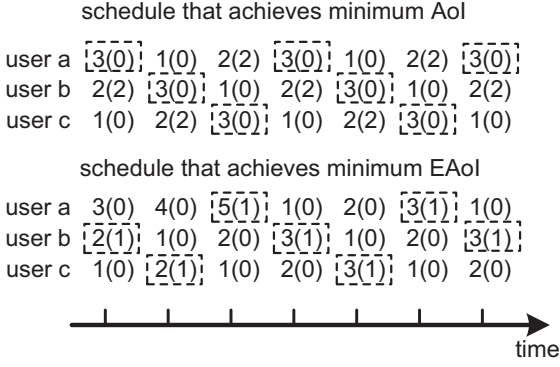 schedule that achieves minimum AoI
user a 3(0) 1(0) 2(2) 3(0) 1(0) 2(2) 3(0)
user b 2(2) 3(0) 1(0) 2(2) 3(0) 1(0) 2(2)
user c 1(0) 2(2) 3(0) 1(0) 2(2) 3(0) 1(0)
schedule that achieves minimum EAoI
user a 3(0) 4(0) 5(1) 1(0) 2(0) 3(1) 1(0)
user b 2(1) 1(0) 2(0) 3(1) 1(0) 2(0) 3(1)
user c 1(0) 2(1) 1(0) 2(0) 3(1) 1(0) 2(0)
time